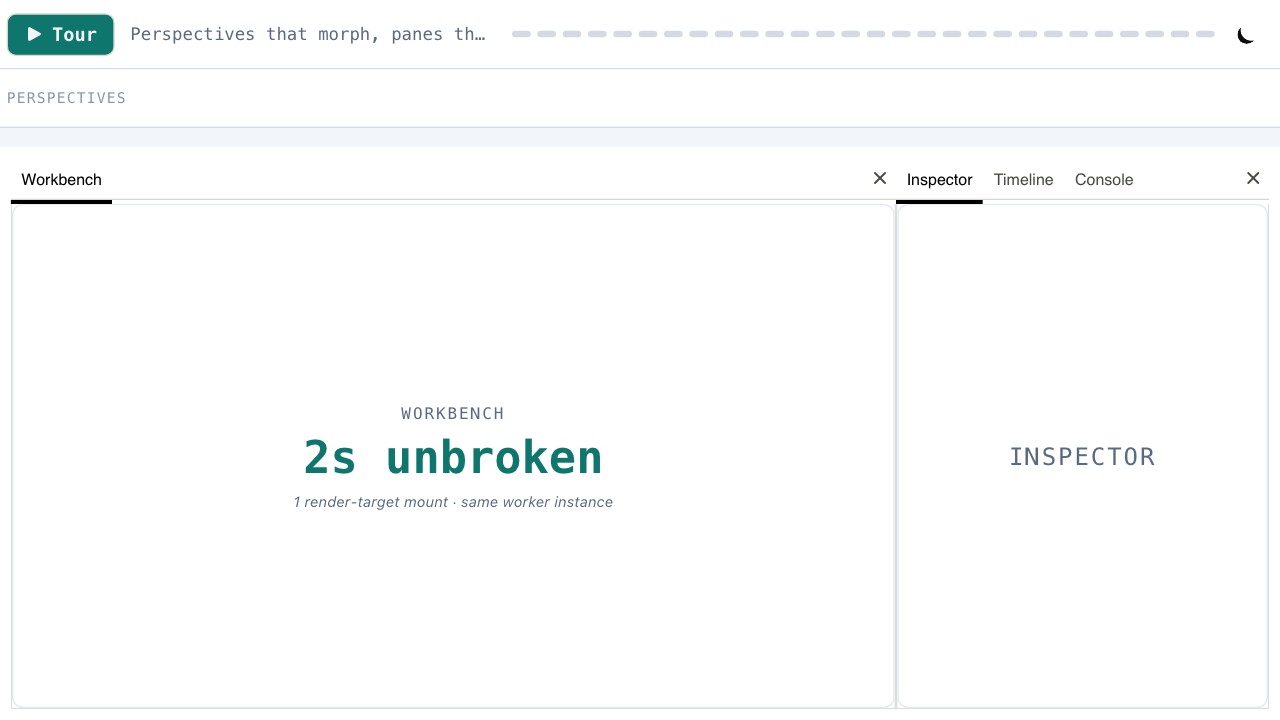 Tour
Perspectives that morph, panes th…
PERSPECTIVES
Workbench
Inspector Timeline Console
WORKBENCH
2s unbroken
1 render-target mount · same worker instance
INSPECTOR